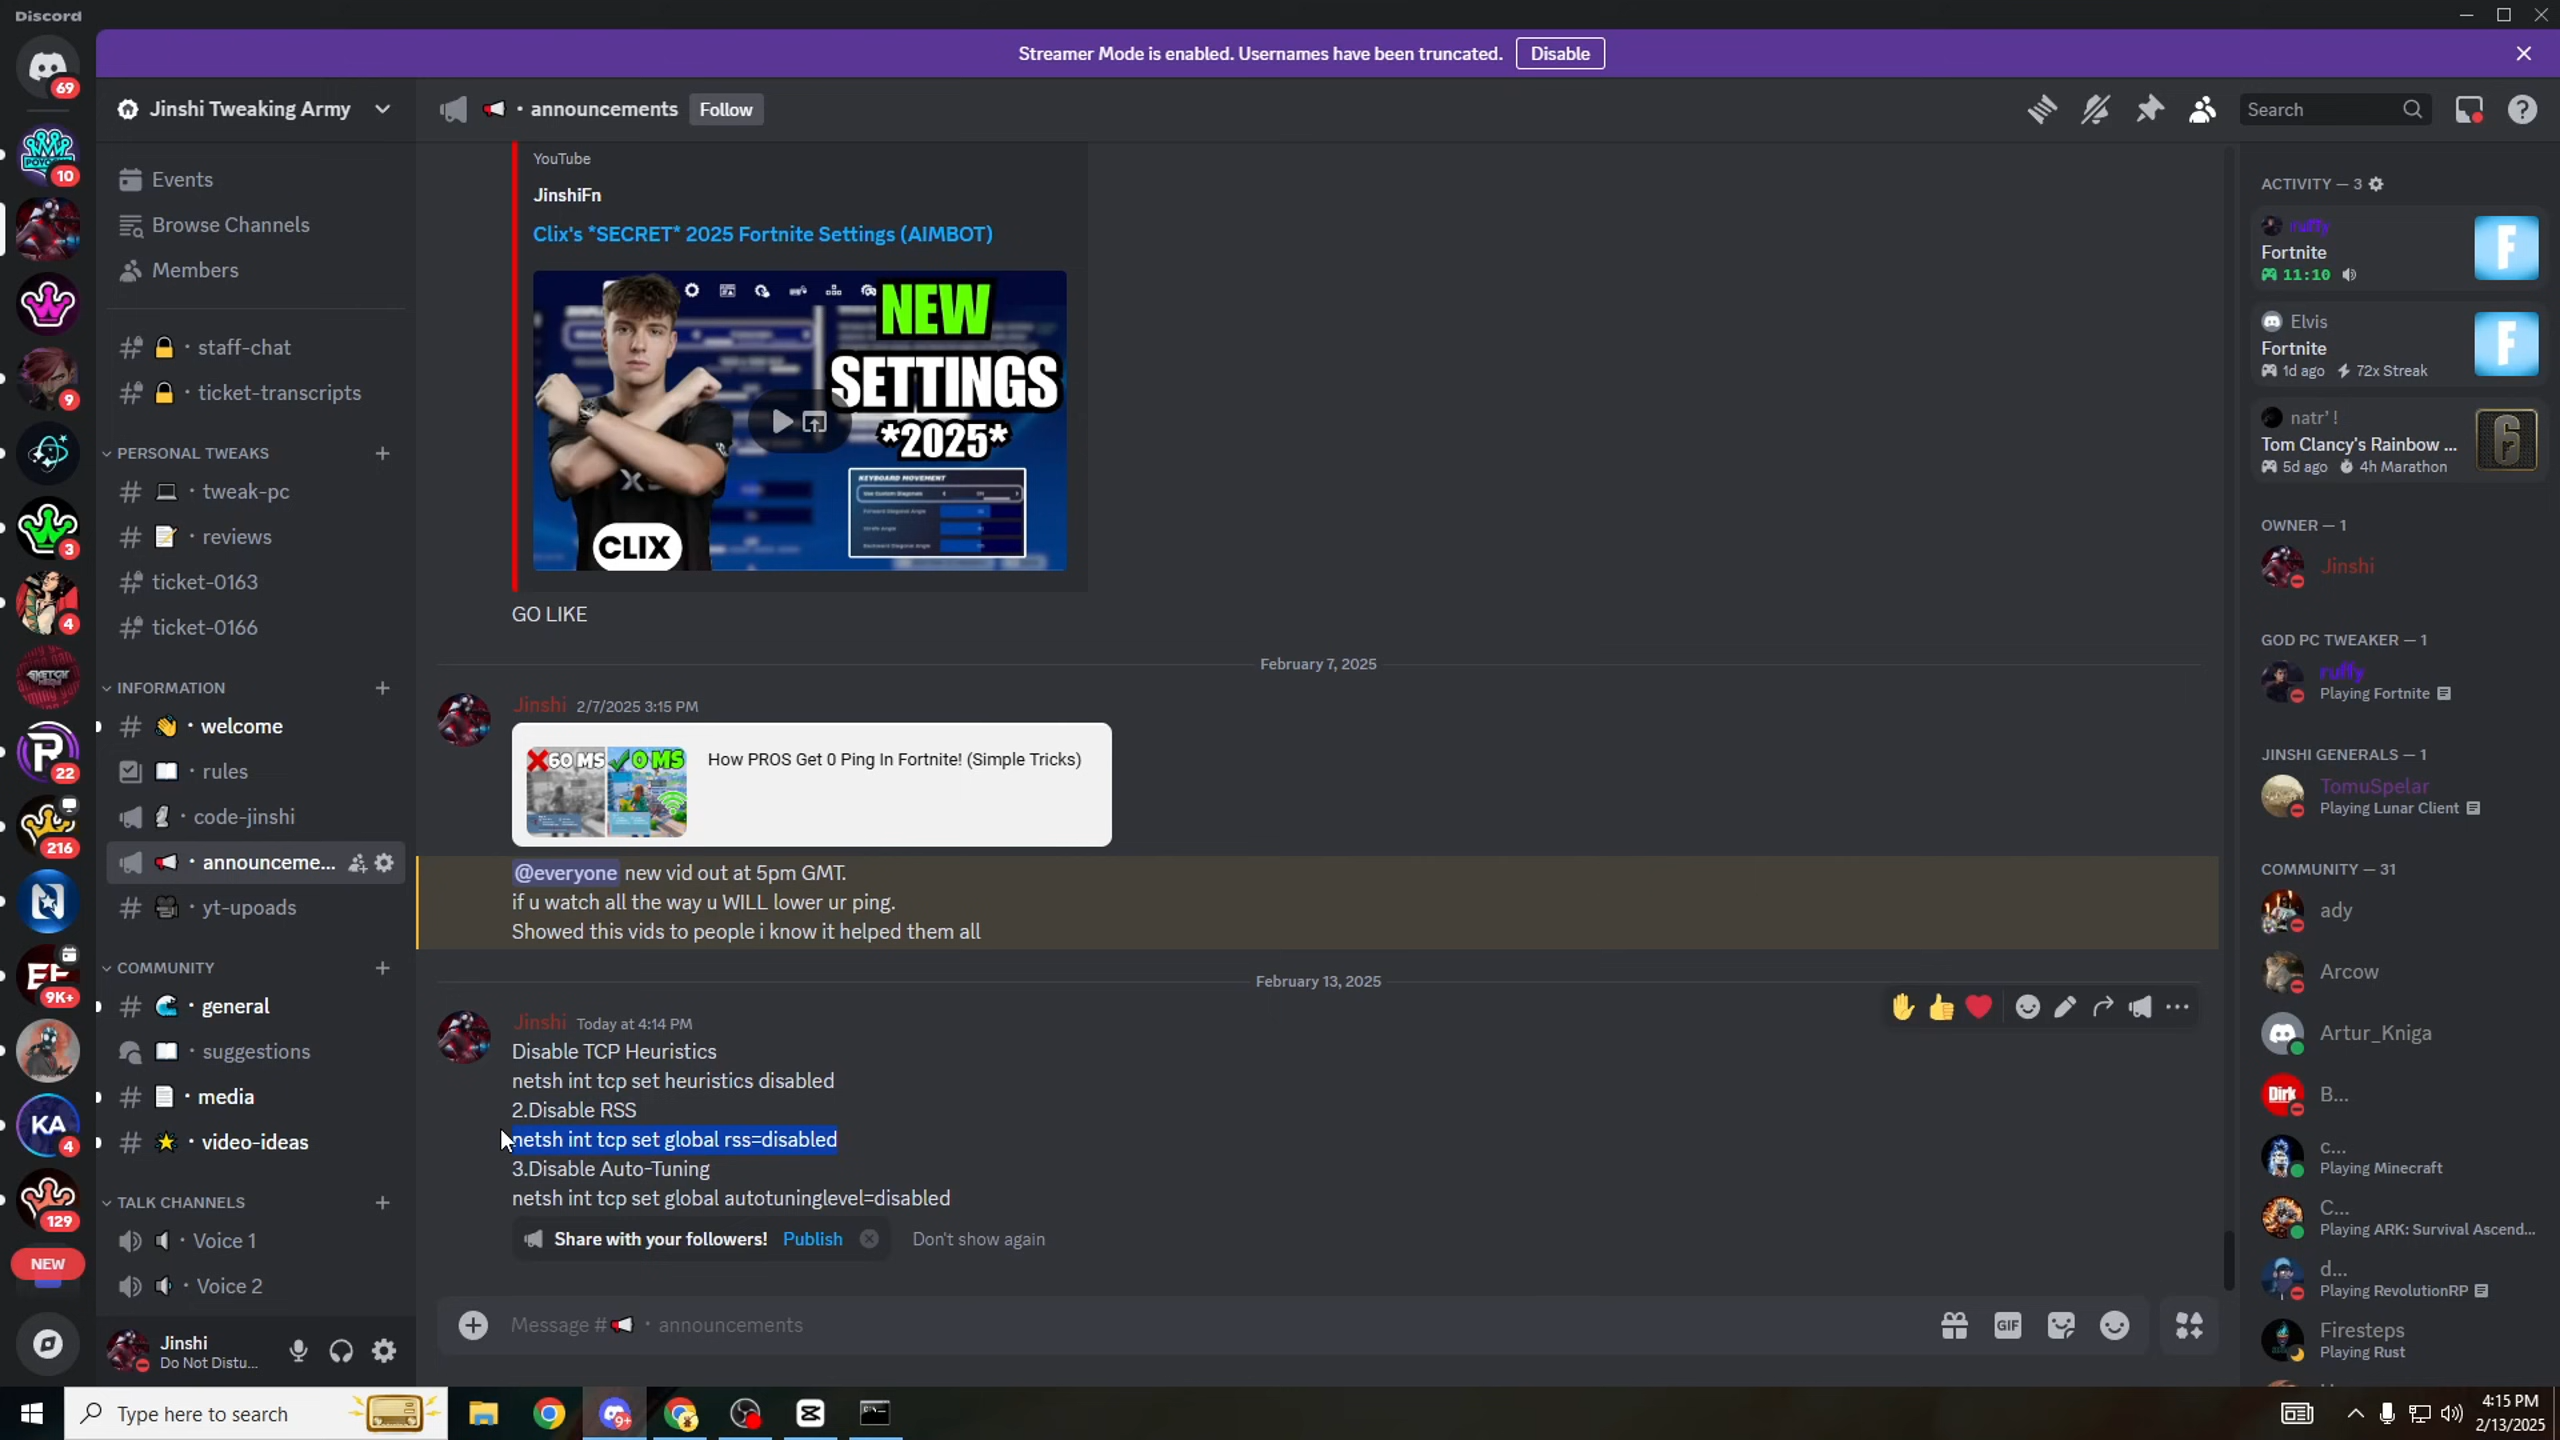 Discord
Streamer Mode is enabled. Usernames have been truncated. Disable
69
10
9
3
4
22
216
9K+
4
129
NEW
Jinshi Tweaking Army
Events
Browse Channels
Members
staff-chat
ticket-transcripts
PERSONAL TWEAKS
tweak-pc
reviews
ticket-0163
ticket-0166
INFORMATION
welcome
rules
code-jinshi
announceme...
yt-upoads
COMMUNITY
general
suggestions
media
video-ideas
TALK CHANNELS
Voice 1
Voice 2
Jinshi
Do Not Distu...
announcements Follow
Search
YouTube
JinshiFn
Clix's *SECRET* 2025 Fortnite Settings (AIMBOT)
NEW
SETTINGS
*2025*
KEYBOARD MOVEMENT
CLIX
GO LIKE
February 7, 2025
Jinshi 2/7/2025 3:15 PM
60 MS 0 MS
How PROS Get 0 Ping In Fortnite! (Simple Tricks)
@everyone new vid out at 5pm GMT.
if u watch all the way u WILL lower ur ping.
Showed this vids to people i know it helped them all
February 13, 2025
Jinshi Today at 4:14 PM
Disable TCP Heuristics
netsh int tcp set heuristics disabled
2.Disable RSS
netsh int tcp set global rss=disabled
3.Disable Auto-Tuning
netsh int tcp set global autotuninglevel=disabled
Share with your followers! Publish Don't show again
Message # announcements
GIF
ACTIVITY — 3
ruffy
Fortnite
11:10
Elvis
Fortnite
1d ago 72x Streak
natr' !
Tom Clancy's Rainbow ...
5d ago 4h Marathon
OWNER — 1
Jinshi
GOD PC TWEAKER — 1
ruffy
Playing Fortnite
JINSHI GENERALS — 1
TomuSpelar
Playing Lunar Client
COMMUNITY — 31
ady
Arcow
Artur_Kniga
Dirk
B...
c...
Playing Minecraft
C...
Playing ARK: Survival Ascend...
d...
Playing RevolutionRP
Firesteps
Playing Rust
Type here to search
9+
4:15 PM
2/13/2025